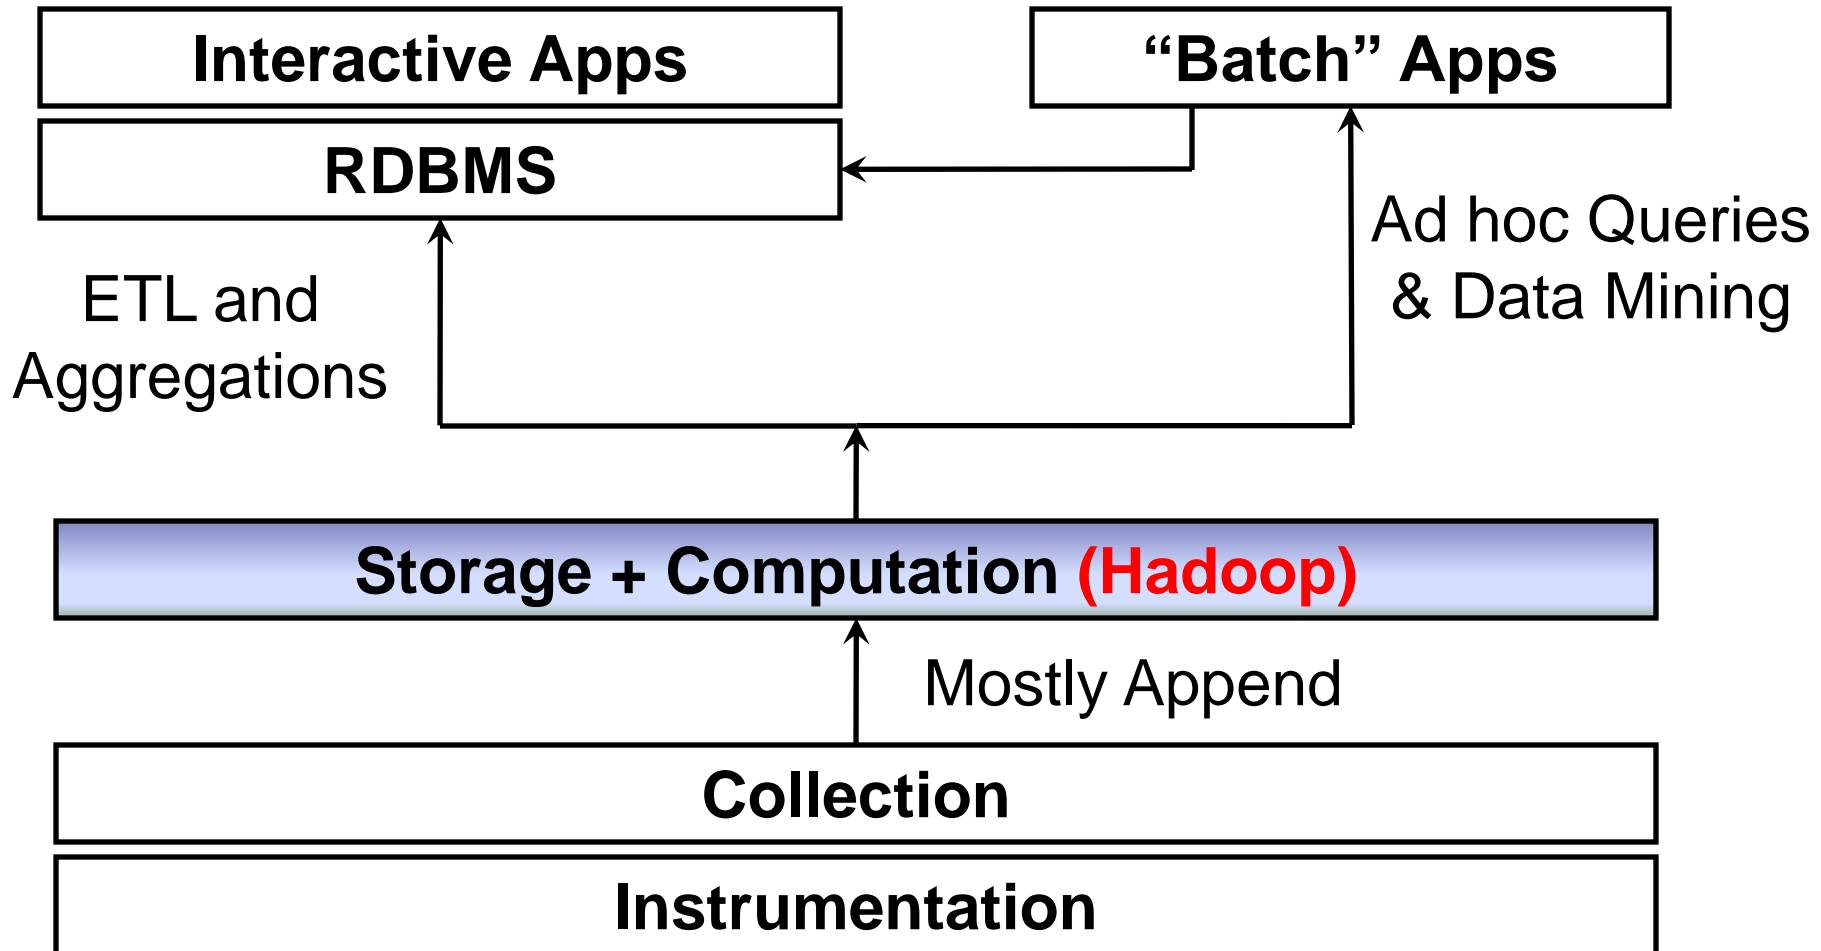 Interactive Apps
“Batch” Apps
RDBMS
Ad hoc Queries
& Data Mining
ETL and
Aggregations
Storage + Computation (Hadoop)
Mostly Append
Collection
Instrumentation